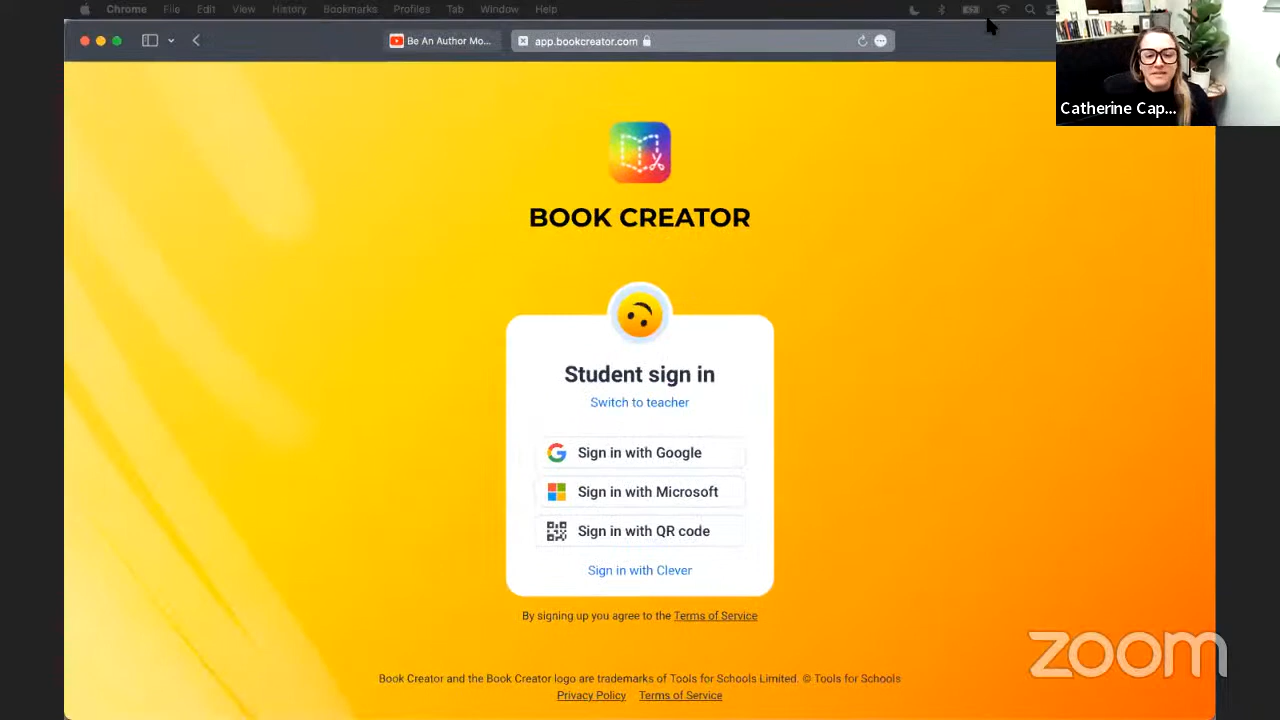 Chrome File Edit View History Bookmarks Profiles Tab Window Help
Be An Author Mo...
app.bookcreator.com
Catherine Cap...
BOOK CREATOR
Student sign in
Switch to teacher
Sign in with Google
Sign in with Microsoft
Sign in with QR code
Sign in with Clever
By signing up you agree to the Terms of Service
zoom
Book Creator and the Book Creator logo are trademarks of Tools for Schools Limited. © Tools for Schools
Privacy Policy Terms of Service